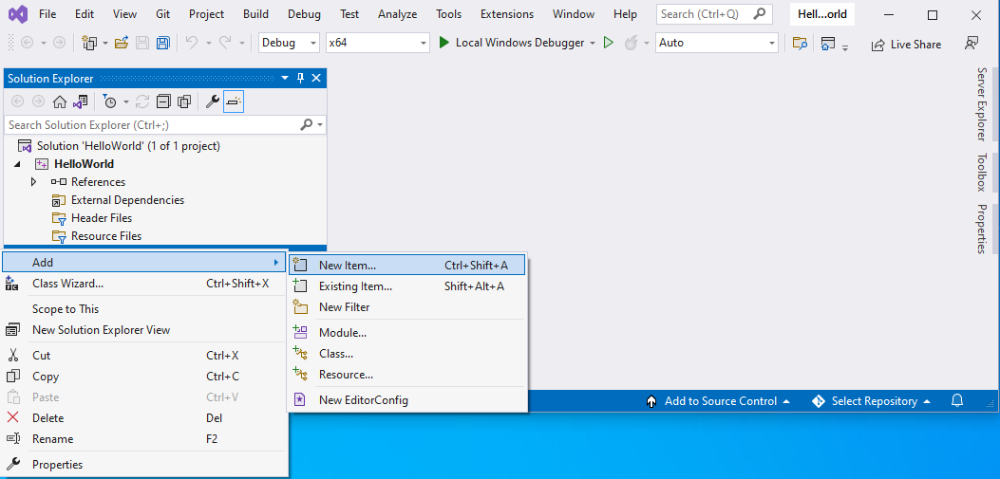 File Edit View Git Project Build Debug Test Analyze Tools Extensions Window Help Search (Ctrl+Q) Hell...orld
Debug x64 Local Windows Debugger Auto Live Share
Solution Explorer
Search Solution Explorer (Ctrl+;)
Solution 'HelloWorld' (1 of 1 project)
HelloWorld
References
External Dependencies
Header Files
Resource Files
Add
Class Wizard... Ctrl+Shift+X
Scope to This
New Solution Explorer View
Cut Ctrl+X
Copy Ctrl+C
Paste Ctrl+V
Delete Del
Rename F2
Properties
New Item... Ctrl+Shift+A
Existing Item... Shift+Alt+A
New Filter
Module...
Class...
Resource...
New EditorConfig
Server Explorer
Toolbox
Properties
Add to Source Control Select Repository